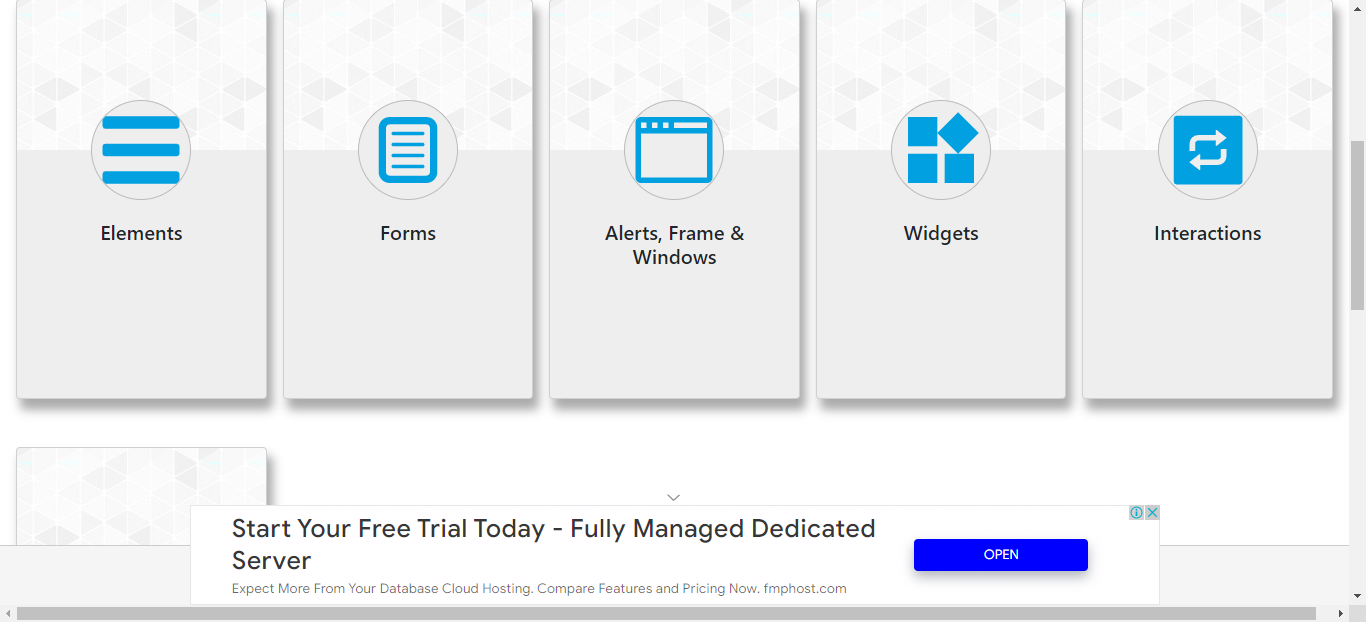 Elements
Forms
Alerts, Frame &
Windows
Widgets
Interactions
Start Your Free Trial Today - Fully Managed Dedicated
Server
Expect More From Your Database Cloud Hosting. Compare Features and Pricing Now. fmphost.com
OPEN